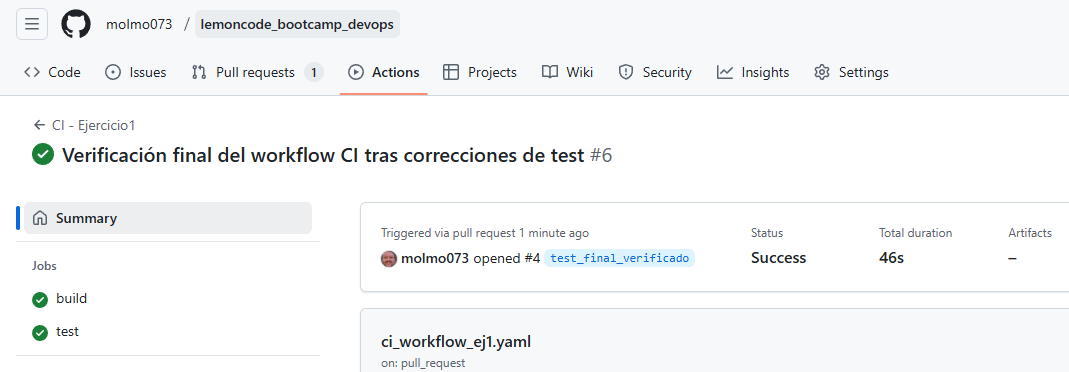 molmo073 / lemoncode_bootcamp_devops
Code Issues Pull requests 1 Actions Projects Wiki Security Insights Settings
CI - Ejercicio1
Verificación final del workflow CI tras correcciones de test #6
Summary
Jobs
build
test
Triggered via pull request 1 minute ago
molmo073 opened #4 test_final_verificado
Status
Success
Total duration
46s
Artifacts
–
ci_workflow_ej1.yaml
on: pull_request